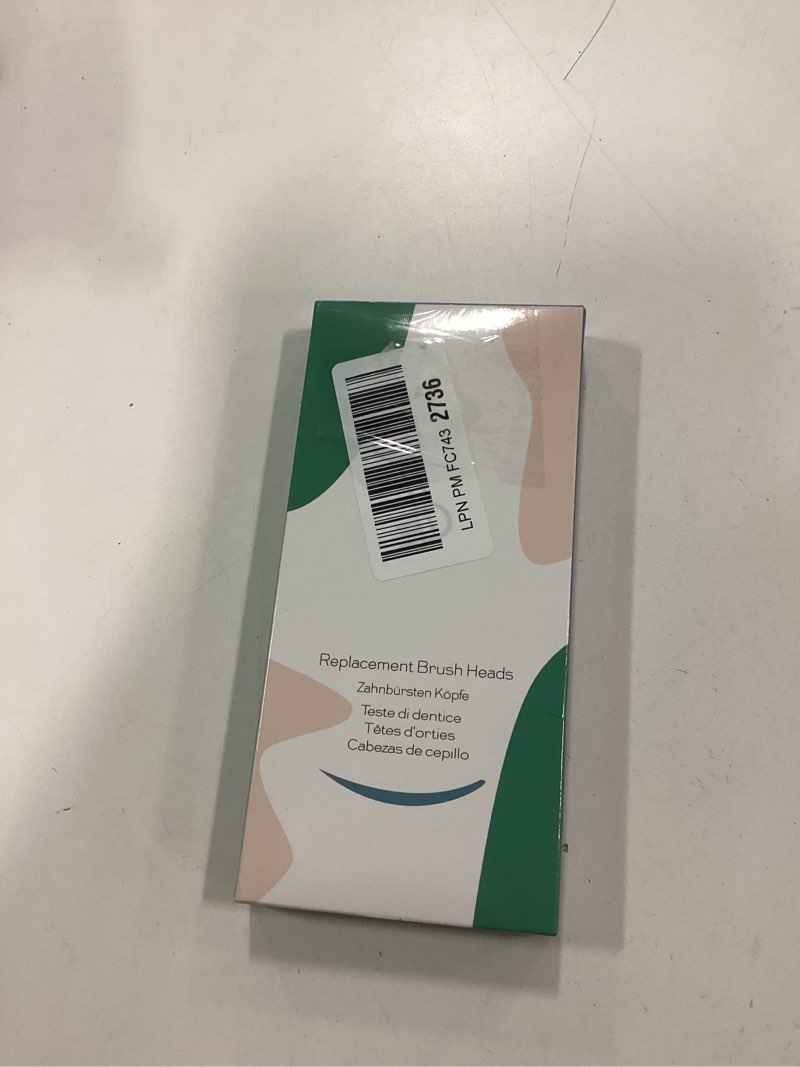 LPN PM FC743 2736
Replacement Brush Heads
Zahnbürsten Köpfe
Teste di dentice
Têtes d'orties
Cabezas de cepillo